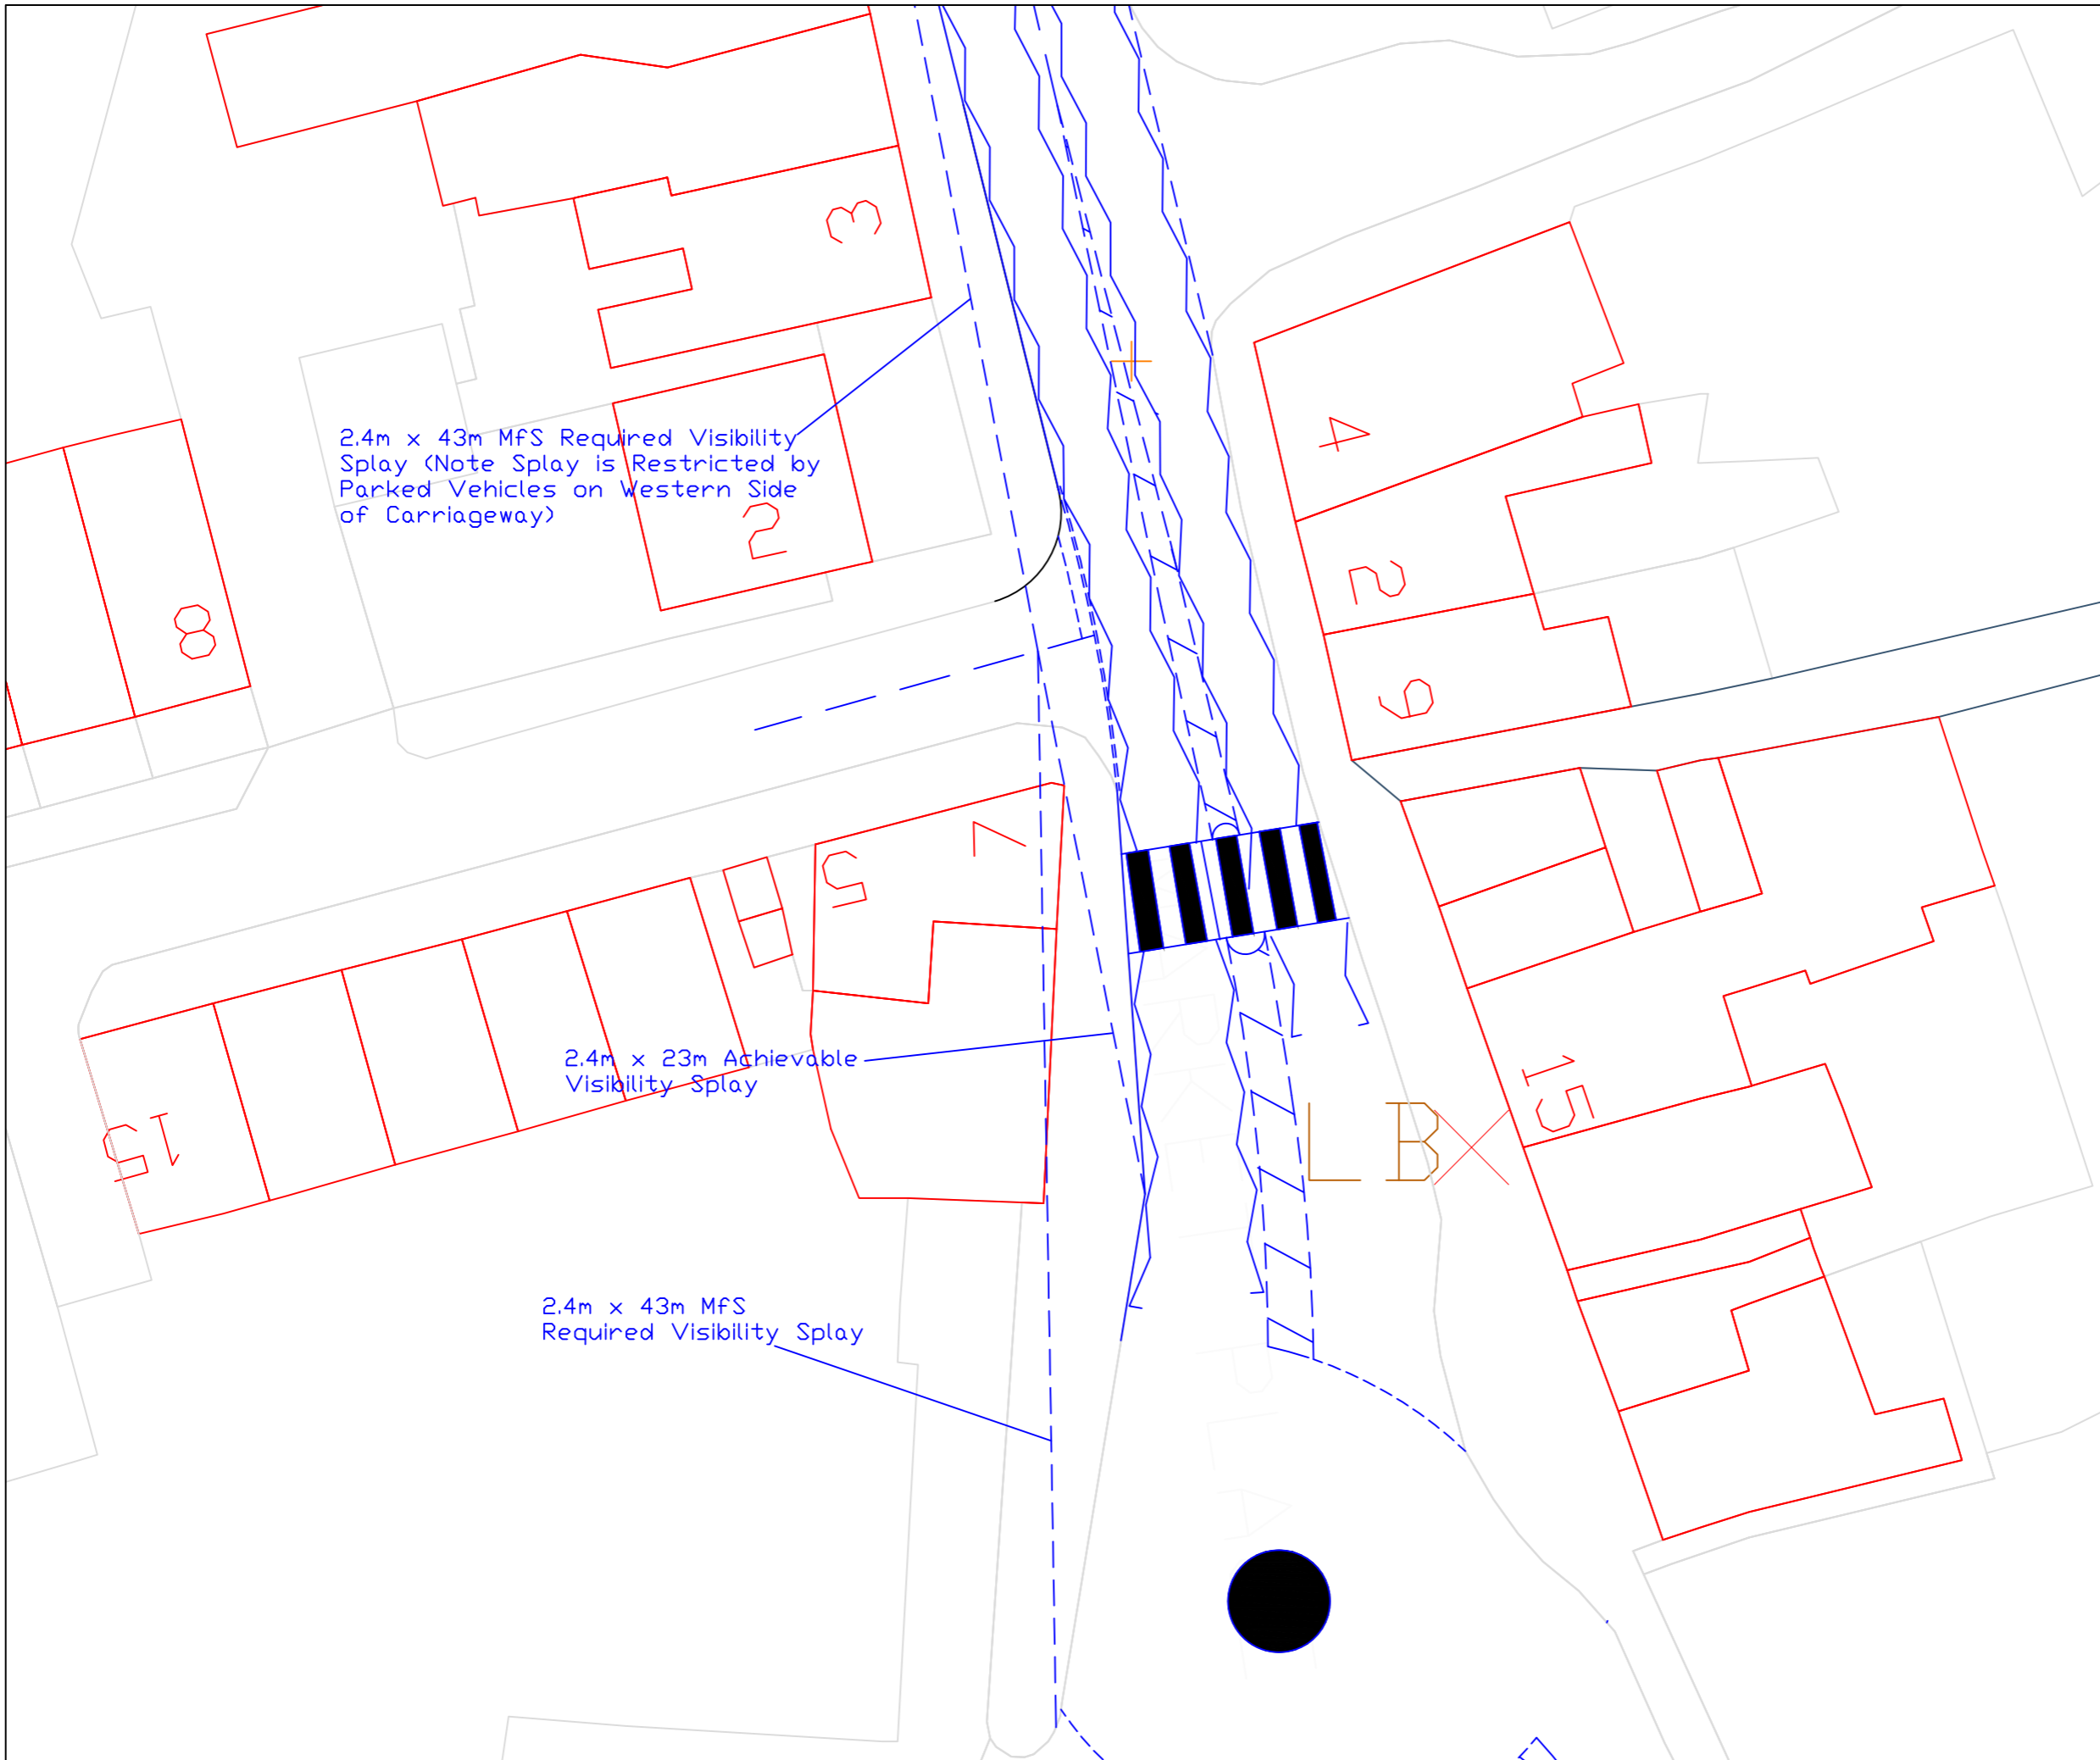 3
4
2.4m x 43m MfS Required Visibility
Splay (Note Splay is Restricted by
Parked Vehicles on Western Side
of Carriageway)
2
2
8
6
7
5
2.4m x 23m Achievable
Visibility Splay
15
15
LB
2.4m x 43m MfS
Required Visibility Splay